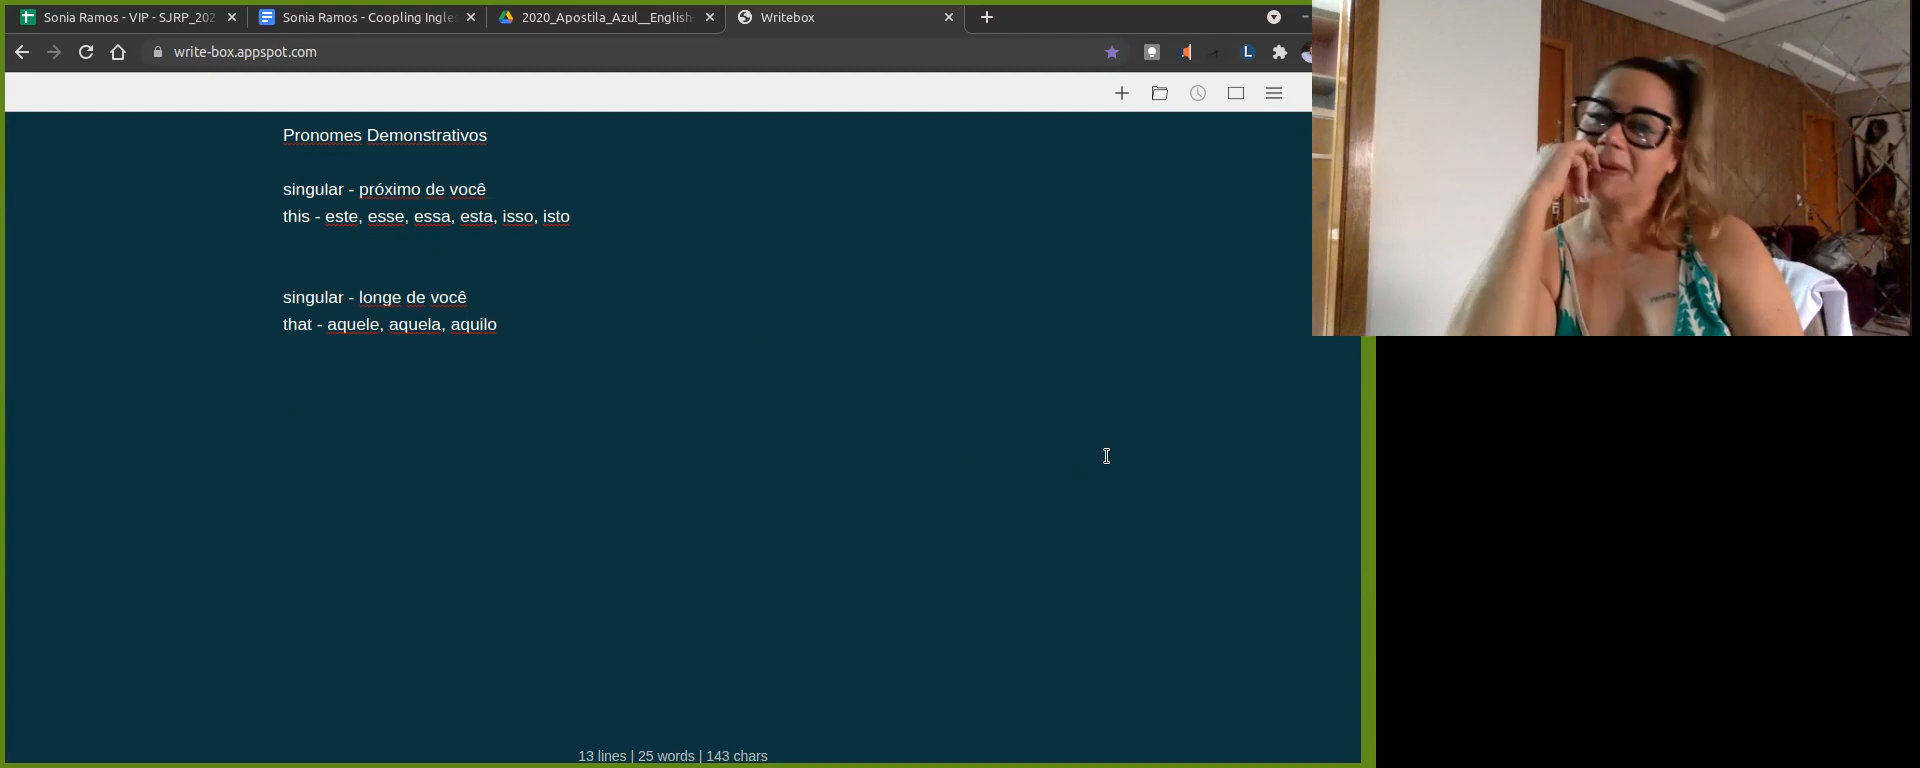 Sonia Ramos - VIP - SJRP_202
Sonia Ramos - Coopling Ingle
2020_Apostila_Azul__English
Writebox
write-box.appspot.com
L
Pronomes Demonstrativos
singular - próximo de você
this - este, esse, essa, esta, isso, isto
singular - longe de você
that - aquele, aquela, aquilo
13 lines | 25 words | 143 chars